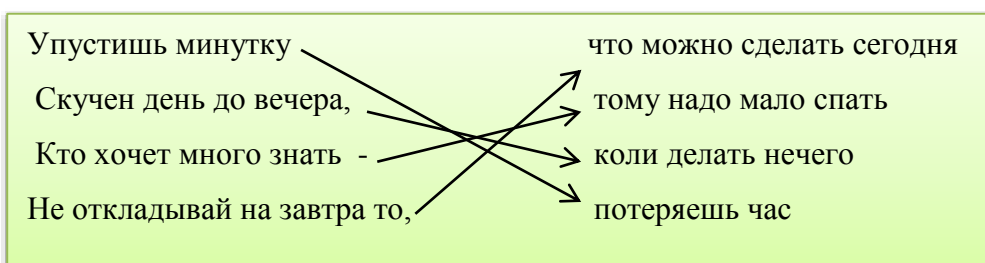 Упустишь минутку что можно сделать сегодня
Скучен день до вечера, тому надо мало спать
Кто хочет много знать - коли делать нечего
Не откладывай на завтра то, потеряешь час